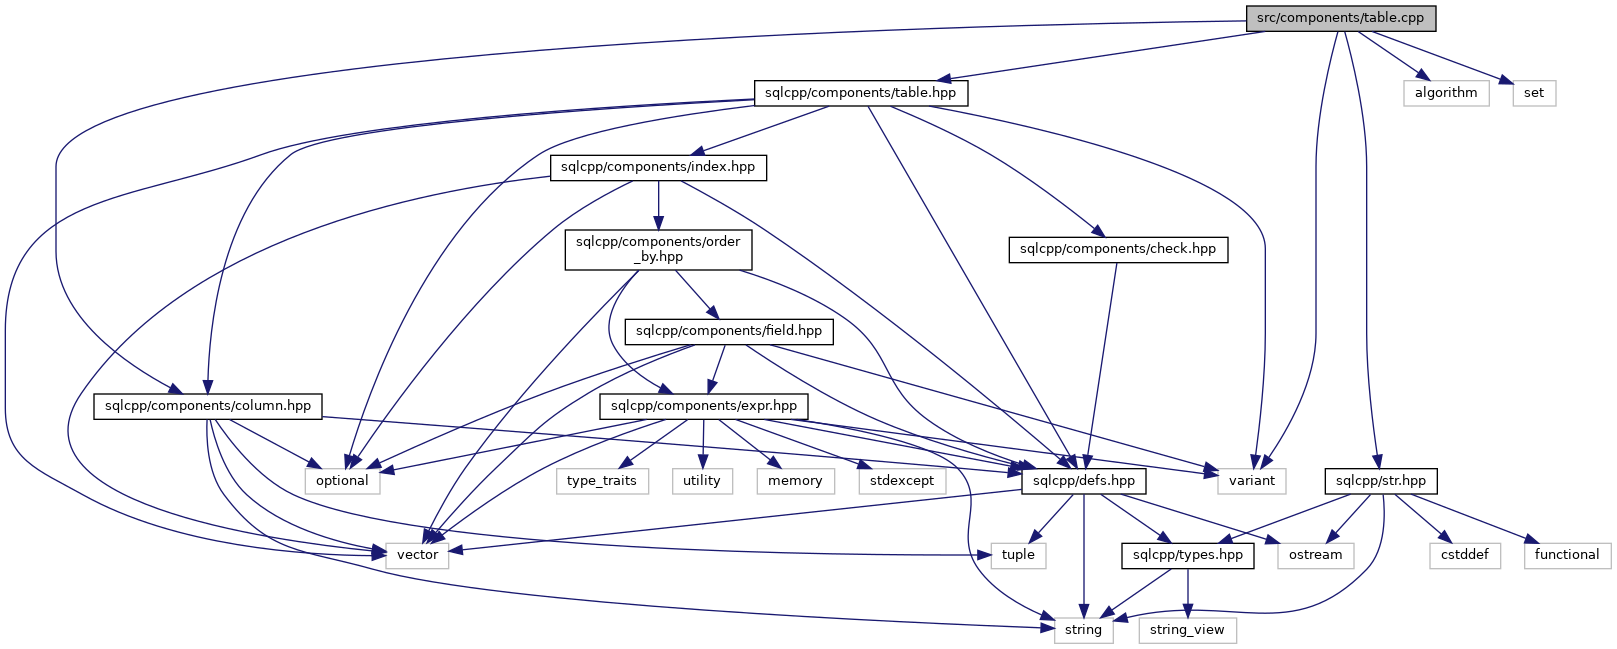 src/components/table.cpp
sqlcpp/components/table.hpp
algorithm
set
sqlcpp/components/index.hpp
sqlcpp/components/order
_by.hpp
sqlcpp/components/check.hpp
sqlcpp/components/field.hpp
sqlcpp/components/column.hpp
sqlcpp/components/expr.hpp
optional
type_traits
utility
memory
stdexcept
sqlcpp/defs.hpp
variant
sqlcpp/str.hpp
vector
tuple
sqlcpp/types.hpp
ostream
cstddef
functional
string
string_view